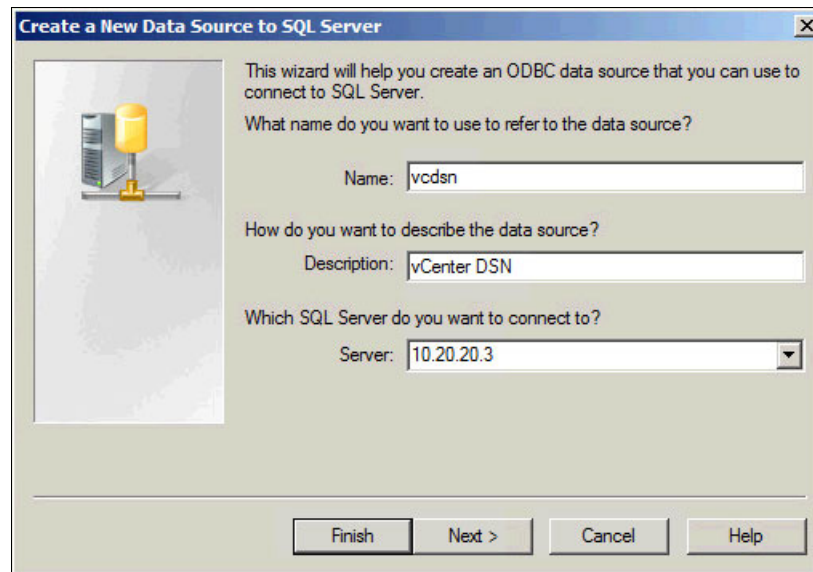 Create a New Data Source to SQL Server
This wizard will help you create an ODBC data source that you can use to
connect to SQL Server.
What name do you want to use to refer to the data source?
Name: vcdsn
How do you want to describe the data source?
Description: vCenter DSN
Which SQL Server do you want to connect to?
Server: 10.20.20.3
Finish Next > Cancel Help